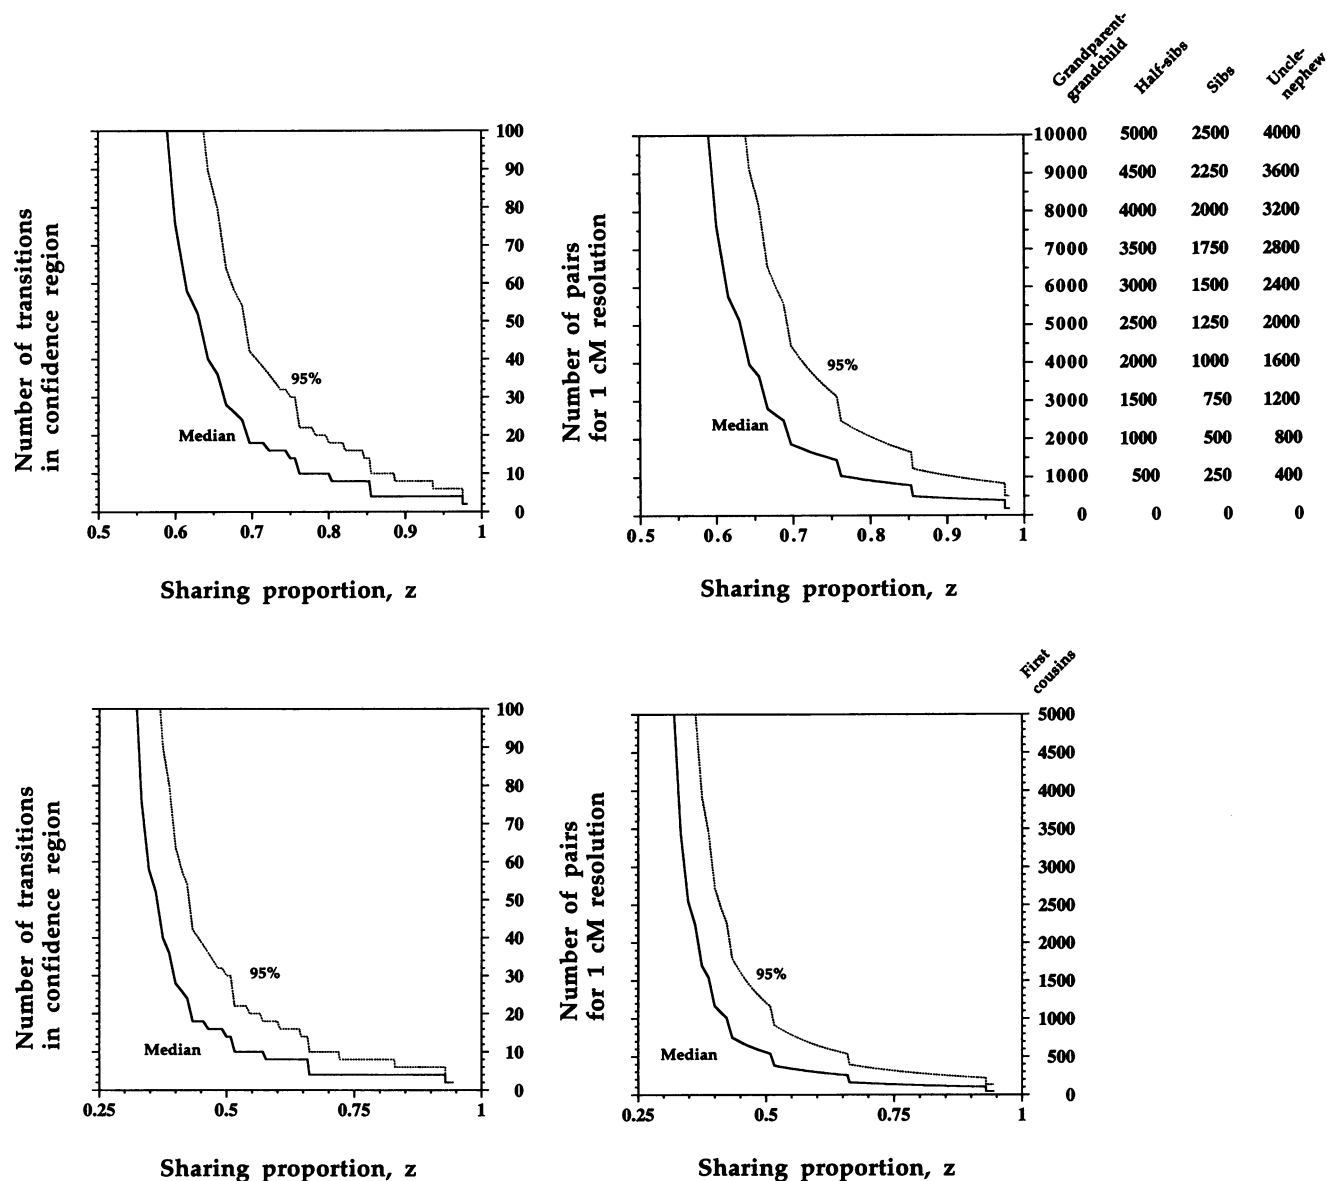 Grandparent-
grandchild
Half-sibs
Sibs
Uncle-
nephew
Number of transitions
in confidence region
100
90
80
70
60
50
40
30
20
10
0
95%
Median
0.5 0.6 0.7 0.8 0.9 1
Sharing proportion, z
Number of pairs
for 1 cM resolution
10000 5000 2500 4000
9000 4500 2250 3600
8000 4000 2000 3200
7000 3500 1750 2800
6000 3000 1500 2400
5000 2500 1250 2000
4000 2000 1000 1600
3000 1500 750 1200
2000 1000 500 800
1000 500 250 400
0 0 0 0
95%
Median
0.5 0.6 0.7 0.8 0.9 1
Sharing proportion, z
Number of transitions
in confidence region
100
90
80
70
60
50
40
30
20
10
0
95%
Median
0.25 0.5 0.75 1
Sharing proportion, z
First
cousins
Number of pairs
for 1 cM resolution
5000
4500
4000
3500
3000
2500
2000
1500
1000
500
0
95%
Median
0.25 0.5 0.75 1
Sharing proportion, z